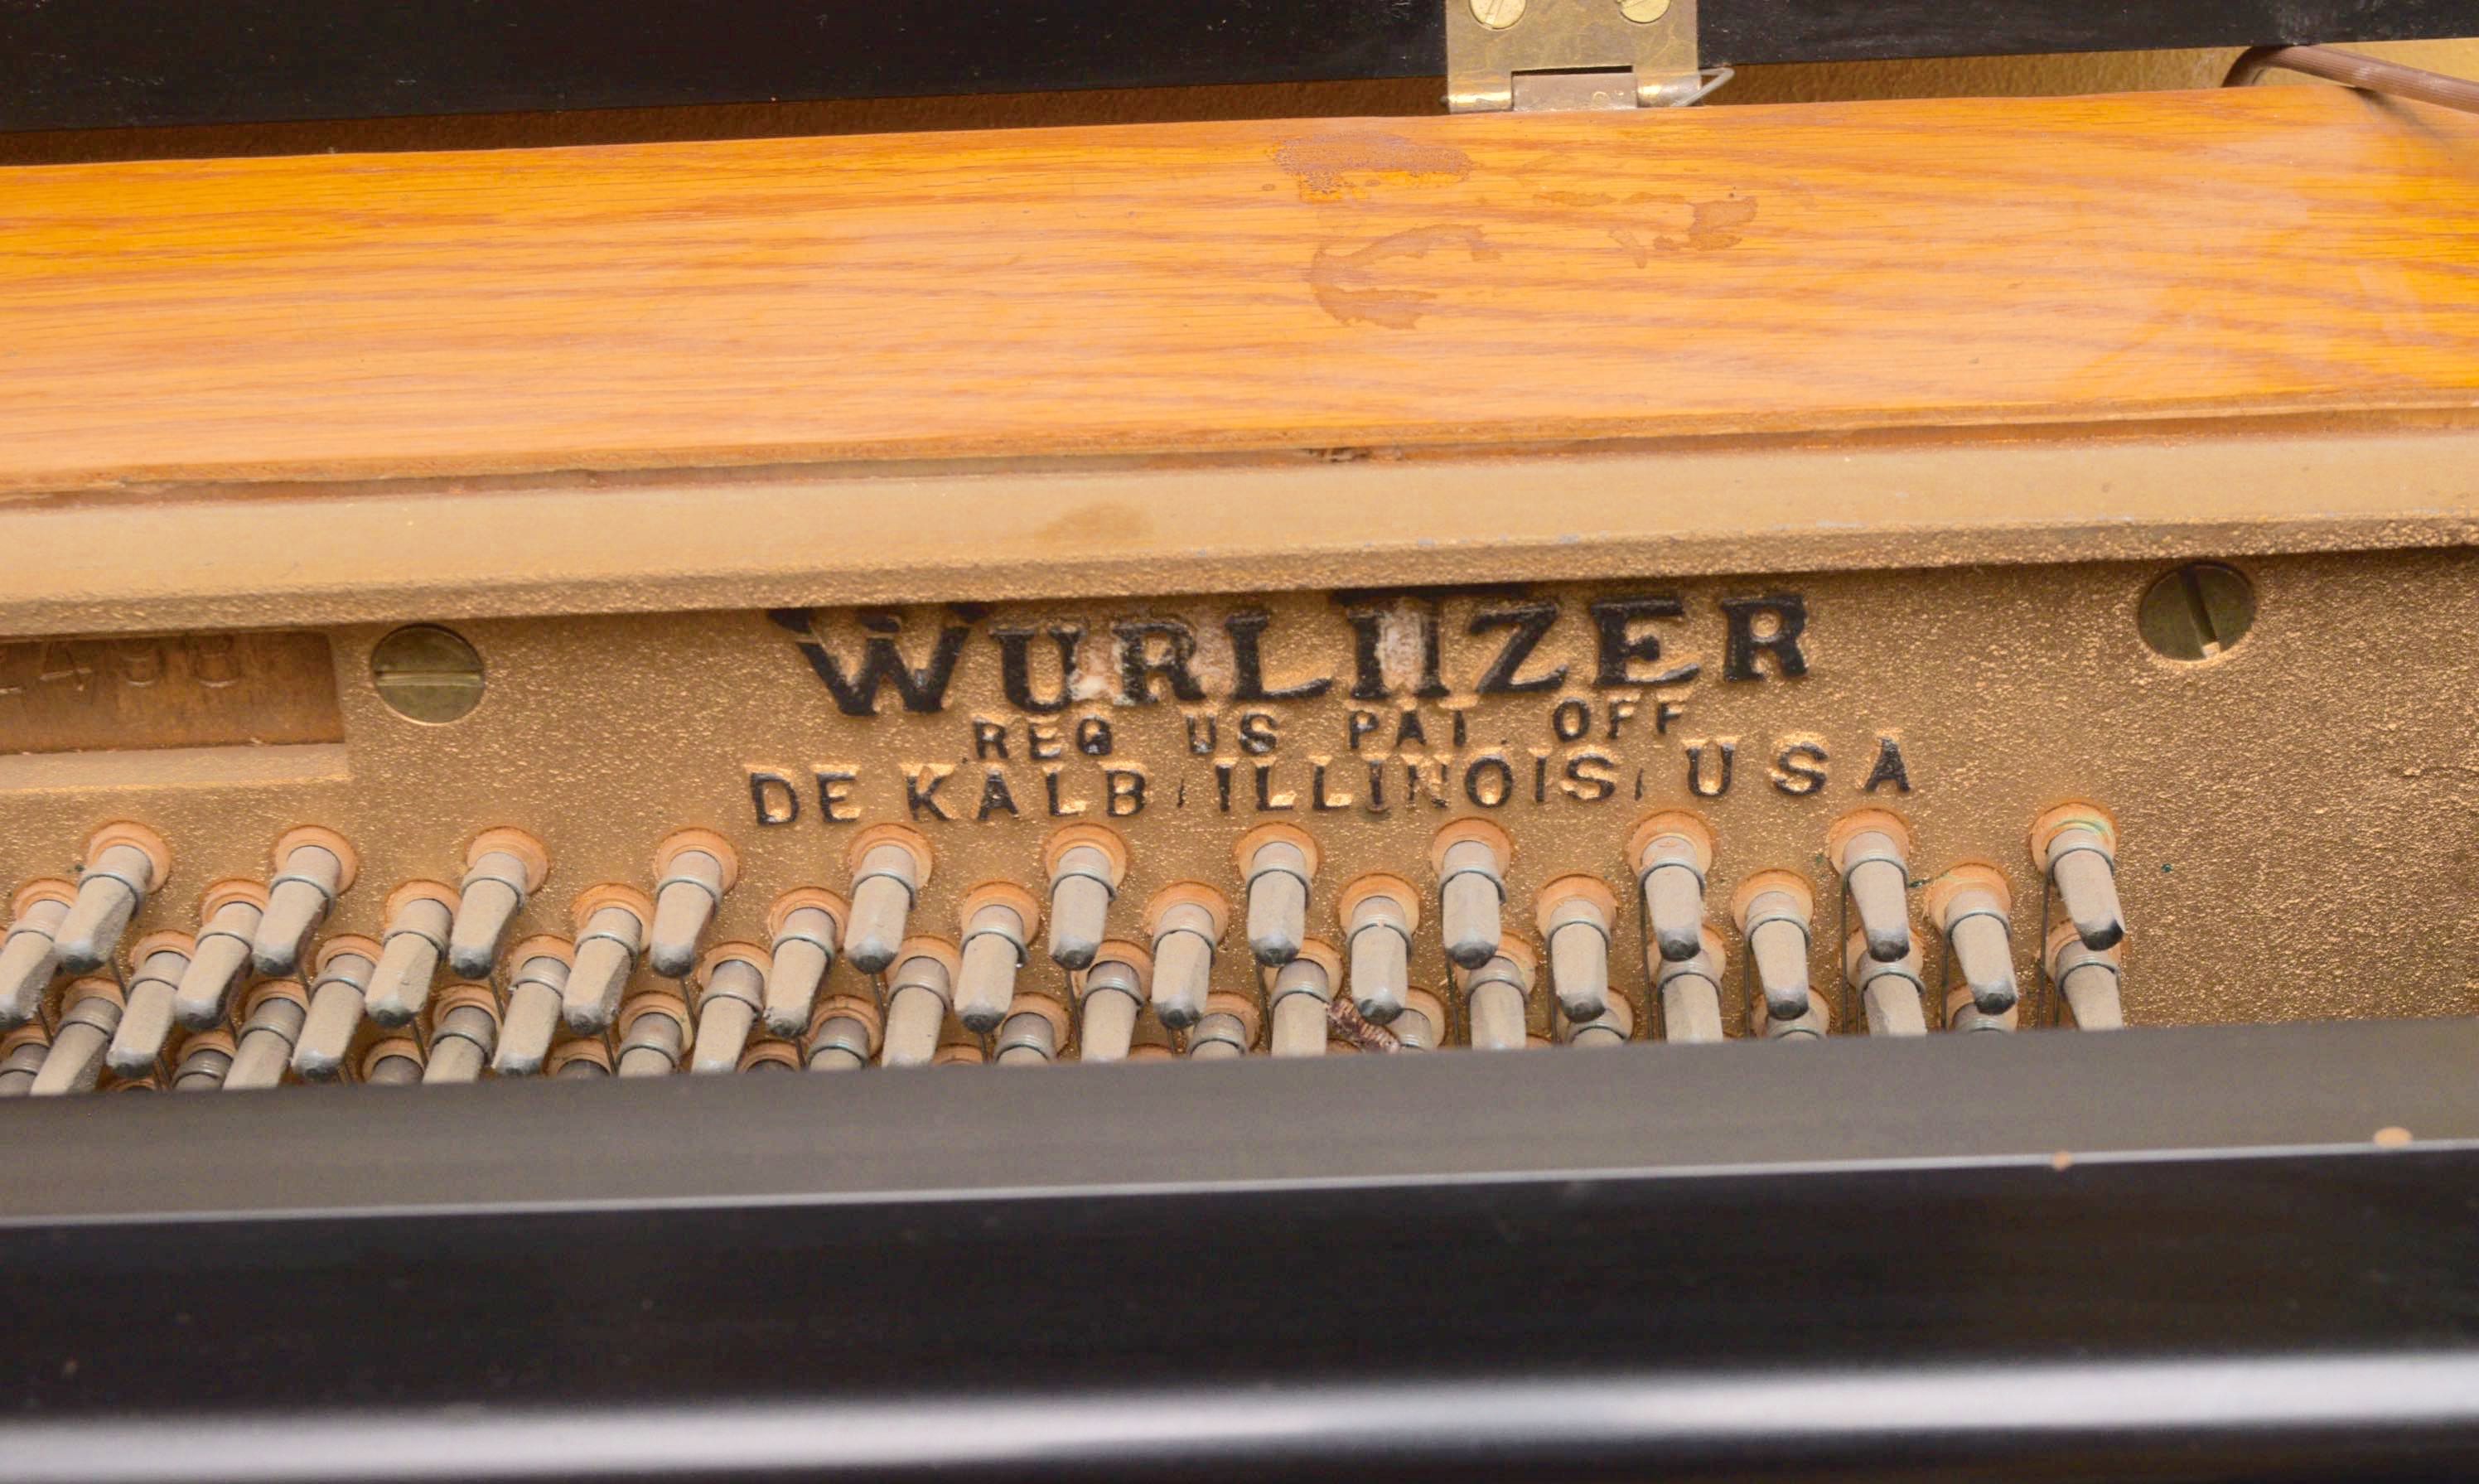 WURLITZER
REG US PAT. OFF
DE KALB, ILLINOIS, USA